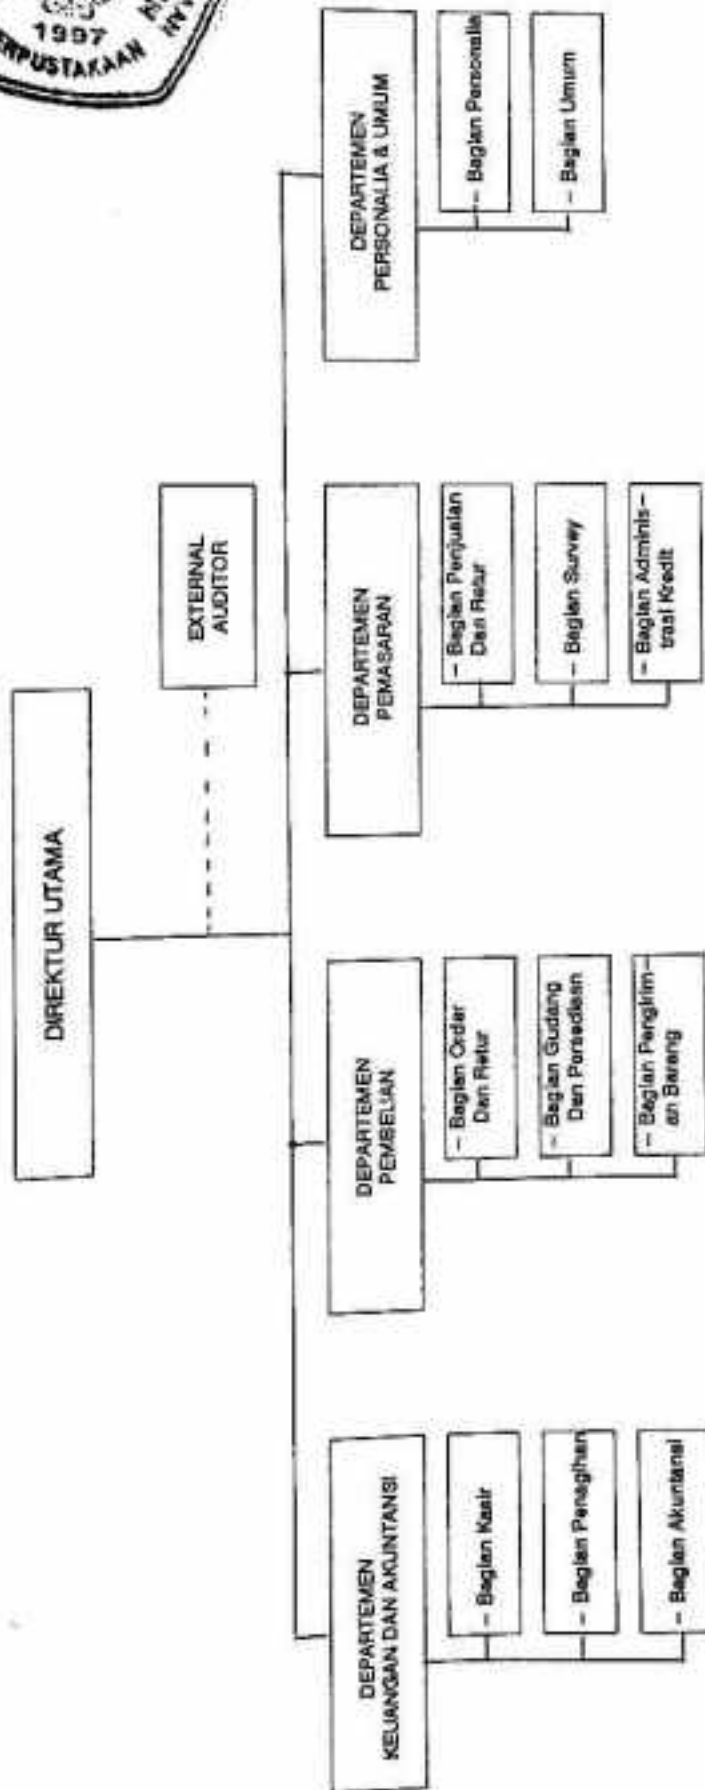 1997
PERPUSTAKAAN
DIREKTUR UTAMA
EXTERNAL
AUDITOR
DEPARTEMEN
KEUANGAN DAN AKUNTANSI
– Bagian Kasir
– Bagian Penagihan
– Bagian Akuntansi
DEPARTEMEN
PEMBELIAN
– Bagian Order
Dan Retur
– Bagian Gudang
Dan Persediaan
– Bagian Pengirim–
an Barang
DEPARTEMEN
PEMASARAN
– Bagian Penjualan
Dan Retur
– Bagian Survey
– Bagian Adminis–
trasi Kredit
DEPARTEMEN
PERSONALIA & UMUM
– Bagian Personalia
– Bagian Umum